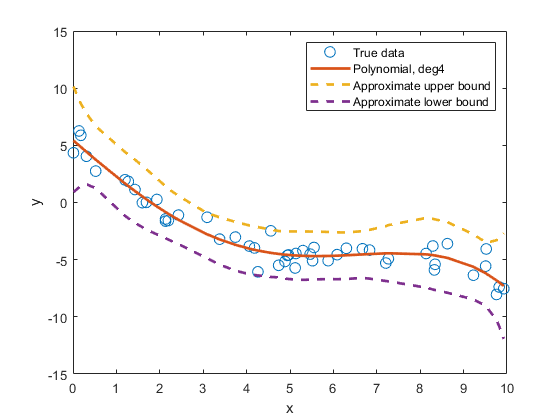 15
10
5
0
-5
-10
-15
0 1 2 3 4 5 6 7 8 9 10
x
y
True data
Polynomial, deg4
Approximate upper bound
Approximate lower bound